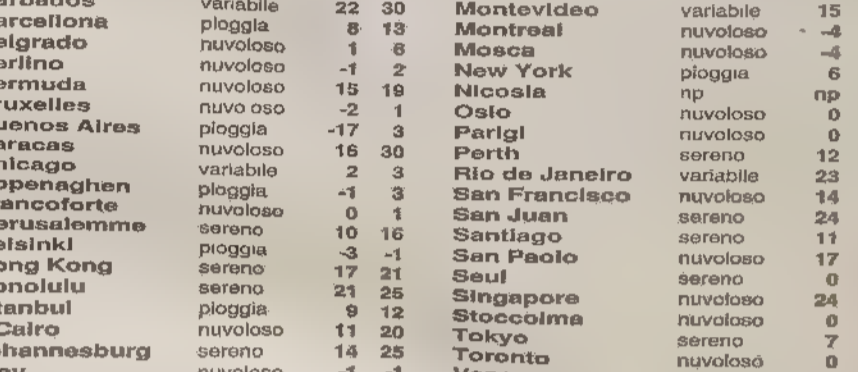 arbados variabile 22 30
arcellona pioggia 8 13
elgrado nuvoloso 1 6
erlino nuvoloso -1 2
ermuda nuvoloso 15 19
ruxelles nuvo oso -2 1
uenos Aires pioggia -17 3
aracas nuvoloso 16 30
hicago variabile 2 3
openaghen pioggia -1 3
ancoforte nuvoloso 0 1
erusalemme sereno 10 16
elsinki pioggia -3 -1
ong Kong sereno 17 21
onolulu sereno 21 25
tanbul pioggia 9 12
Cairo nuvoloso 11 20
ohannesburg sereno 14 25
nuvoloso -1 -1
Montevideo variabile 15
Montreal nuvoloso -4
Mosca nuvoloso -4
New York pioggia 6
Nicosia np np
Oslo nuvoloso 0
Parigi nuvoloso 0
Perth sereno 12
Rio de Janeiro variabile 23
San Francisco nuvoloso 14
San Juan sereno 24
Santiago sereno 11
San Paolo nuvoloso 17
Seul sereno 0
Singapore nuvoloso 24
Stoccolma nuvoloso 0
Tokyo sereno 7
Toronto nuvoloso 0